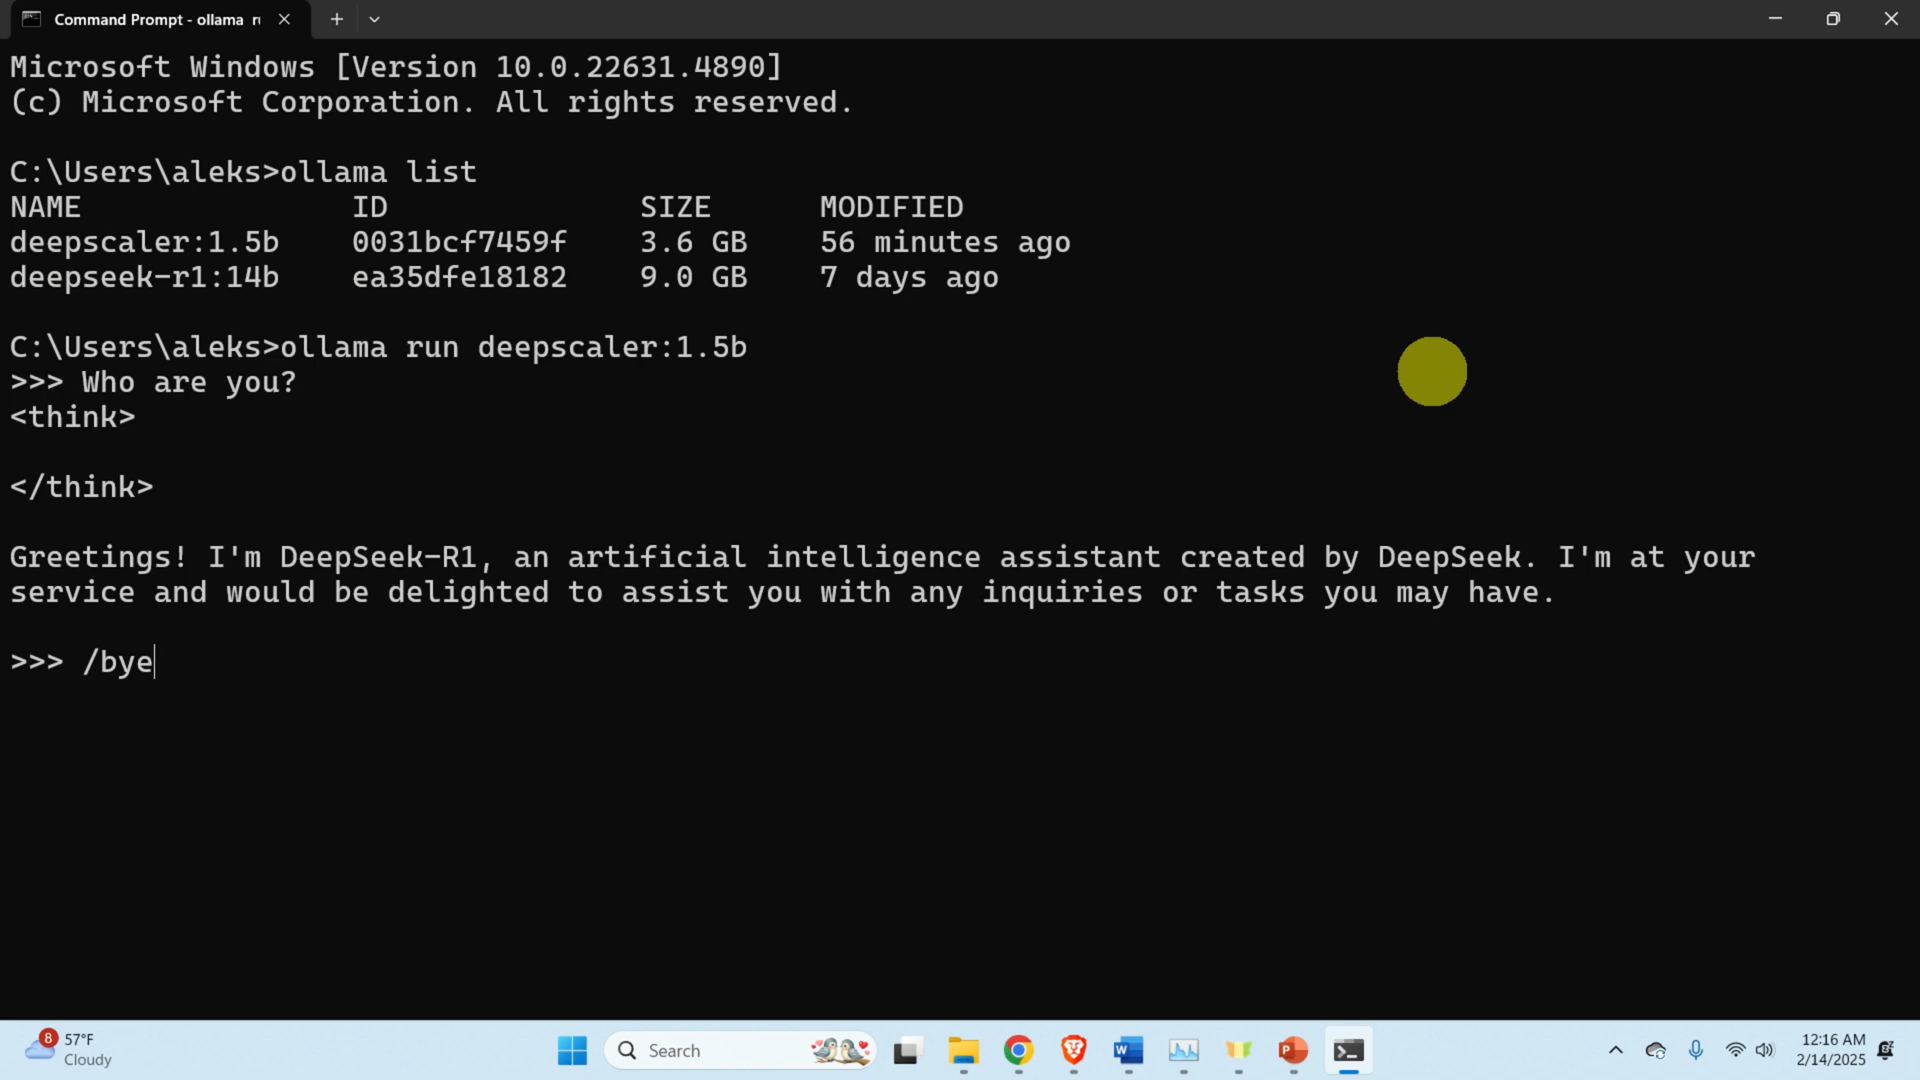 Command Prompt - ollama r
Microsoft Windows [Version 10.0.22631.4890]
(c) Microsoft Corporation. All rights reserved.
C:\Users\aleks>ollama list
NAME ID SIZE MODIFIED
deepscaler:1.5b 0031bcf7459f 3.6 GB 56 minutes ago
deepseek-r1:14b ea35dfe18182 9.0 GB 7 days ago
C:\Users\aleks>ollama run deepscaler:1.5b
>>> Who are you?
<think>
</think>
Greetings! I'm DeepSeek-R1, an artificial intelligence assistant created by DeepSeek. I'm at your
service and would be delighted to assist you with any inquiries or tasks you may have.
>>> /bye
8 57°F
Cloudy
Search
12:16 AM
2/14/2025